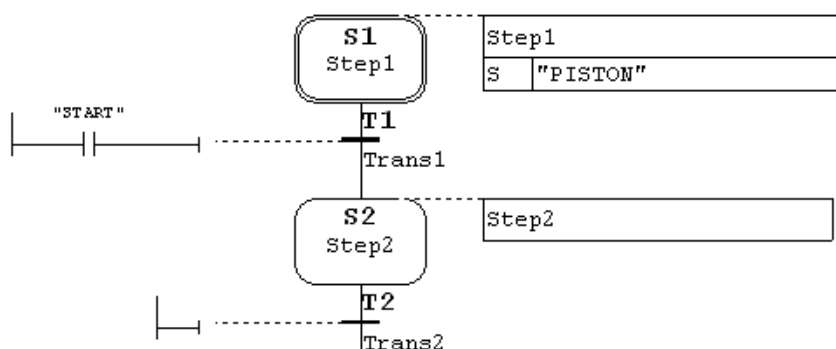 S1
Step1
Step1
S "PISTON"
"START"
T1
Trans1
S2
Step2
Step2
T2
Trans2